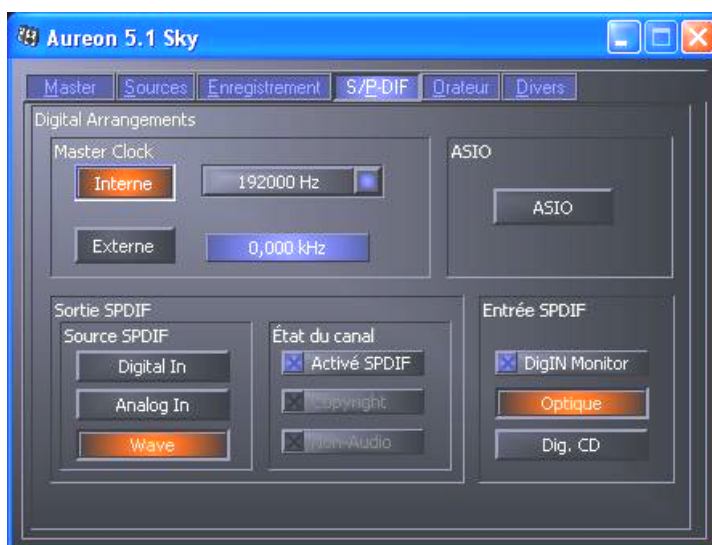 Aureon 5.1 Sky
Master Sources Enregistrement S/P-DIF Orateur Divers
Digital Arrangements
Master Clock
Interne 192000 Hz
Externe 0,000 kHz
ASIO
ASIO
Sortie SPDIF
Source SPDIF
Digital In
Analog In
Wave
État du canal
Activé SPDIF
Copyright
Non-Audio
Entrée SPDIF
DigIN Monitor
Optique
Dig. CD